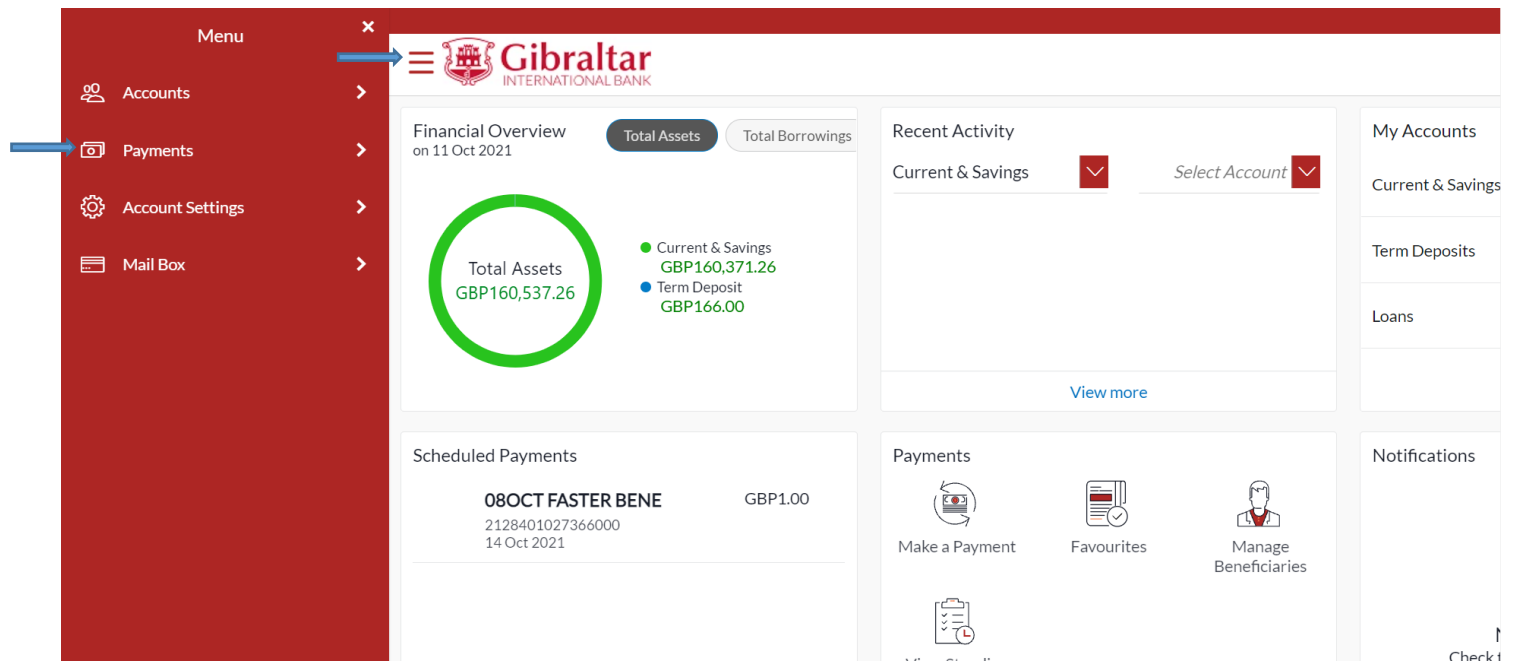 Menu
×
Accounts
Payments
Account Settings
Mail Box
Gibraltar
INTERNATIONAL BANK
Financial Overview
on 11 Oct 2021
Total Assets
Total Borrowings
Total Assets
GBP160,537.26
Current & Savings
GBP160,371.26
Term Deposit
GBP166.00
Recent Activity
Current & Savings
Select Account
View more
My Accounts
Current & Savings
Term Deposits
Loans
Scheduled Payments
08OCT FASTER BENE
GBP1.00
2128401027366000
14 Oct 2021
Payments
Make a Payment
Favourites
Manage
Beneficiaries
Notifications
Check